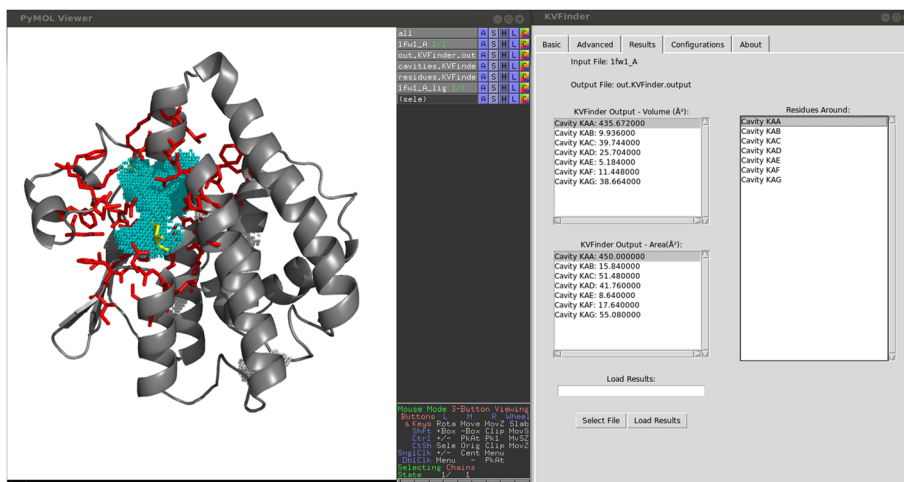 PyMOL Viewer
all A S H L C
1fw1_A 1/1 A S H L C
out.KVFinder.out A S H L C
cavities.KVFinde A S H L C
residues.KVFinde A S H L C
1fw1_A_lig 1/1 A S H L C
(sele) A S H L C
Mouse Mode 3-Button Viewing
Buttons L M R Wheel
& Keys Rota Move MovZ Slab
Shft +Box -Box Clip MovS
Ctrl +/- PkAt Pk1 MvSZ
CtSh Sele Orig Clip MovZ
SnglClk +/- Cent Menu
DblClk Menu - PkAt
Selecting Chains
State 1/ 1
KVFinder
Basic Advanced Results Configurations About
Input File: 1fw1_A
Output File: out.KVFinder.output
KVFinder Output - Volume (Å³):
Cavity KAA: 435.672000
Cavity KAB: 9.936000
Cavity KAC: 39.744000
Cavity KAD: 25.704000
Cavity KAE: 5.184000
Cavity KAF: 11.448000
Cavity KAG: 38.664000
KVFinder Output - Area(Å²):
Cavity KAA: 450.000000
Cavity KAB: 15.840000
Cavity KAC: 51.480000
Cavity KAD: 41.760000
Cavity KAE: 8.640000
Cavity KAF: 17.640000
Cavity KAG: 55.080000
Residues Around:
Cavity KAA
Cavity KAB
Cavity KAC
Cavity KAD
Cavity KAE
Cavity KAF
Cavity KAG
Load Results:
Select File Load Results